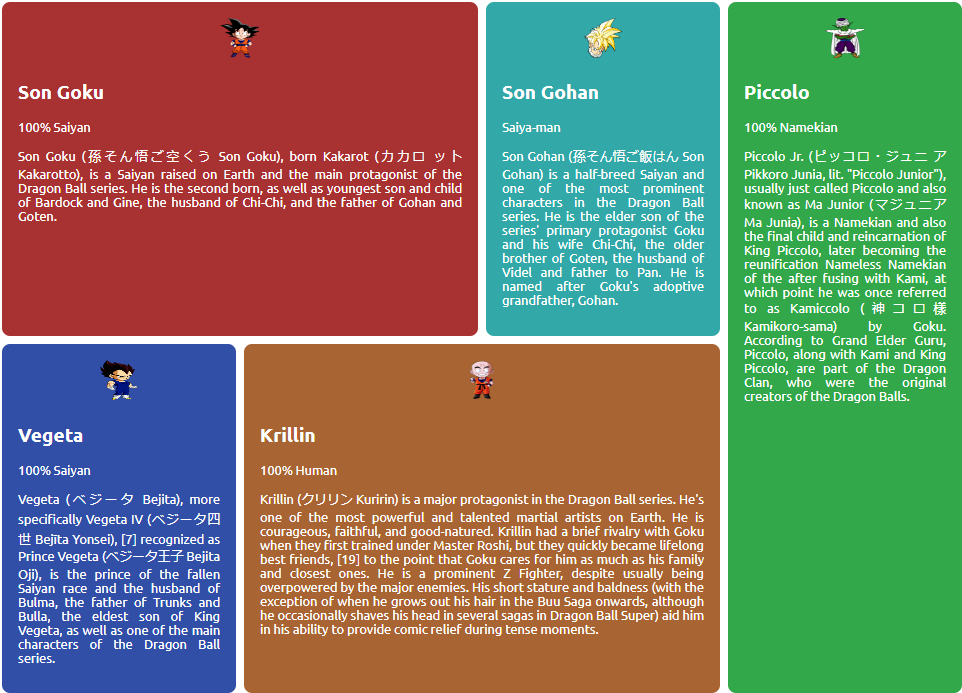 Son Goku
100% Saiyan
Son Goku (孫そん悟ご空くう Son Goku), born Kakarot (カカロ ット
Kakarotto), is a Saiyan raised on Earth and the main protagonist of the
Dragon Ball series. He is the second born, as well as youngest son and child
of Bardock and Gine, the husband of Chi-Chi, and the father of Gohan and
Goten.
Son Gohan
Saiya-man
Son Gohan (孫そん悟ご飯はん Son
Gohan) is a half-breed Saiyan and
one of the most prominent
characters in the Dragon Ball
series. He is the elder son of the
series' primary protagonist Goku
and his wife Chi-Chi, the older
brother of Goten, the husband of
Videl and father to Pan. He is
named after Goku's adoptive
grandfather, Gohan.
Piccolo
100% Namekian
Piccolo Jr. (ピッコロ・ジュニ ア
Pikkoro Junia, lit. "Piccolo Junior"),
usually just called Piccolo and also
known as Ma Junior (マジュニア
Ma Junia), is a Namekian and also
the final child and reincarnation of
King Piccolo, later becoming the
reunification Nameless Namekian
of the after fusing with Kami, at
which point he was once referred
to as Kamiccolo (神コロ様
Kamikoro-sama) by Goku.
According to Grand Elder Guru,
Piccolo, along with Kami and King
Piccolo, are part of the Dragon
Clan, who were the original
creators of the Dragon Balls.
Vegeta
100% Saiyan
Vegeta (ベジータ Bejita), more
specifically Vegeta IV (ベジータ四
世 Bejīta Yonsei), [7] recognized as
Prince Vegeta (ベジータ王子 Bejita
Oji), is the prince of the fallen
Saiyan race and the husband of
Bulma, the father of Trunks and
Bulla, the eldest son of King
Vegeta, as well as one of the main
characters of the Dragon Ball
series.
Krillin
100% Human
Krillin (クリリン Kuririn) is a major protagonist in the Dragon Ball series. He's
one of the most powerful and talented martial artists on Earth. He is
courageous, faithful, and good-natured. Krillin had a brief rivalry with Goku
when they first trained under Master Roshi, but they quickly became lifelong
best friends, [19] to the point that Goku cares for him as much as his family
and closest ones. He is a prominent Z Fighter, despite usually being
overpowered by the major enemies. His short stature and baldness (with the
exception of when he grows out his hair in the Buu Saga onwards, although
he occasionally shaves his head in several sagas in Dragon Ball Super) aid him
in his ability to provide comic relief during tense moments.